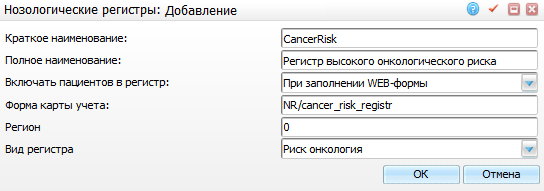 Нозологические регистры: Добавление
Краткое наименование: CancerRisk
Полное наименование: Регистр высокого онкологического риска
Включать пациентов в регистр: При заполнении WEB-формы
Форма карты учета: NR/cancer_risk_registr
Регион 0
Вид регистра Риск онкология
ОК Отмена